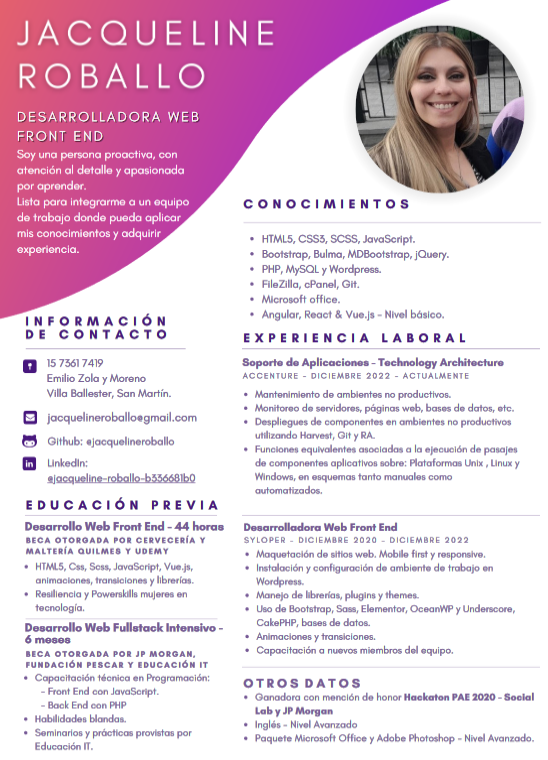 JACQUELINE
ROBALLO
DESARROLLADORA WEB
FRONT END
Soy una persona proactiva, con
atención al detalle y apasionada
por aprender.
Lista para integrarme a un equipo
de trabajo donde pueda aplicar
mis conocimientos y adquirir
experiencia.
INFORMACIÓN
DE CONTACTO
15 7361 7419
Emilio Zola y Moreno
Villa Ballester, San Martín.
jacquelineroballo@gmail.com
Github: @jacquelineroballo
LinkedIn:
@jacqueline-roballo-b336681b0
EDUCACIÓN PREVIA
Desarrollo Web Front End - 44 horas
BECA OTORGADA POR CERVECERÍA Y
MALTERÍA QUILMES Y UDEMY
• HTML5, Css, Scss, JavaScript, Vue.js,
animaciones, transiciones y librerías.
• Resiliencia y Powerskills mujeres en
tecnología.
Desarrollo Web Fullstack Intensivo -
6 meses
BECA OTORGADA POR JP MORGAN,
FUNDACIÓN PESCAR Y EDUCACIÓN IT
• Capacitación técnica en Programación:
- Front End con JavaScript.
- Back End con PHP
• Habilidades blandas.
• Seminarios y prácticas provistas por
Educación IT.
CONOCIMIENTOS
• HTML5, CSS3, SCSS, JavaScript.
• Bootstrap, Bulma, MDBootstrap, jQuery.
• PHP, MySQL y Wordpress.
• FileZilla, cPanel, Git.
• Microsoft office.
• Angular, React & Vue.js - Nivel básico.
EXPERIENCIA LABORAL
Soporte de Aplicaciones - Technology Architecture
ACCENTURE - DICIEMBRE 2022 - ACTUALMENTE
• Mantenimiento de ambientes no productivos.
• Monitoreo de servidores, páginas web, bases de datos, etc.
• Despliegues de componentes en ambientes no productivos
utilizando Harvest, Git y RA.
• Funciones equivalentes asociadas a la ejecución de pasajes
de componentes aplicativos sobre: Plataformas Unix , Linux y
Windows, en esquemas tanto manuales como
automatizados.
Desarrolladora Web Front End
SYLOPER - DICIEMBRE 2020 - DICIEMBRE 2022
• Maquetación de sitios web. Mobile first y responsive.
• Instalación y configuración de ambiente de trabajo en
Wordpress.
• Manejo de librerías, plugins y themes.
• Uso de Bootstrap, Sass, Elementor, OceanWP y Underscore,
CakePHP, bases de datos.
• Animaciones y transiciones.
• Capacitación a nuevos miembros del equipo.
OTROS DATOS
• Ganadora con mención de honor Hackaton PAE 2020 - Social
Lab y JP Morgan
• Inglés - Nivel Avanzado
• Paquete Microsoft Office y Adobe Photoshop - Nivel Avanzado.